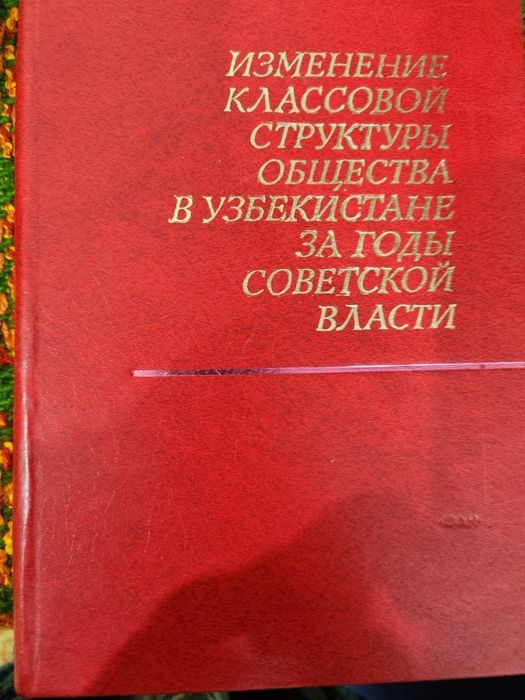 ИЗМЕНЕНИЕ
КЛАССОВОЙ
СТРУКТУРЫ
ОБЩЕСТВА
В УЗБЕКИСТАНЕ
ЗА ГОДЫ
СОВЕТСКОЙ
ВЛАСТИ